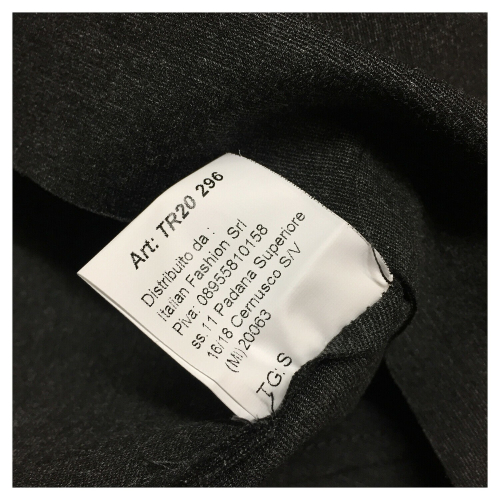 Art: TR20 296
Distribuito da :
Italian Fashion Srl
Piva: 08955810158
ss.11 Padana Superiore
16/18 Cernusco S/V
(MI)20063
TG: S